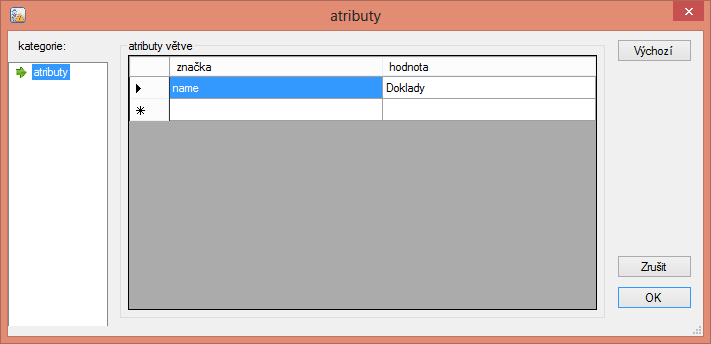 atributy
kategorie:
atributy
atributy větve
značka hodnota
name Doklady
Výchozí
Zrušit
OK